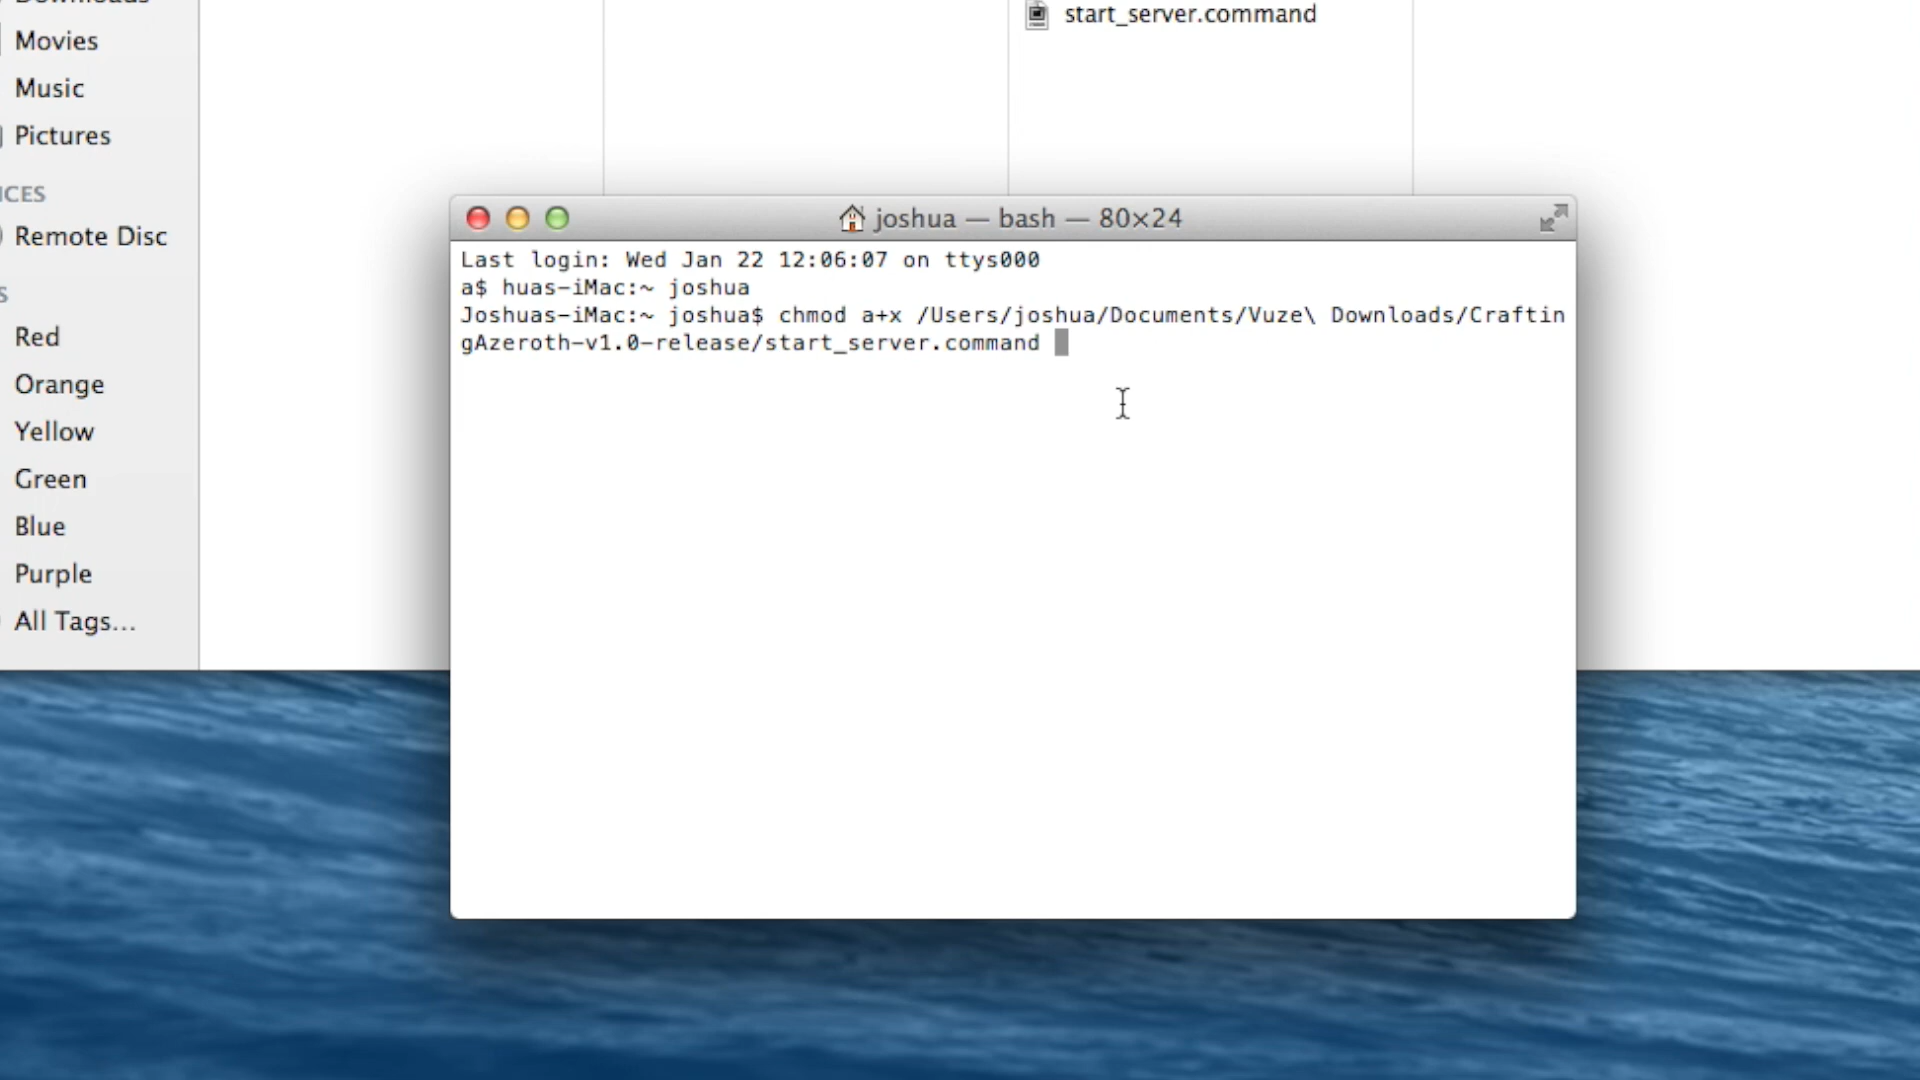 start_server.command
Movies
Music
Pictures
Remote Disc
Red
Orange
Yellow
Green
Blue
Purple
All Tags...
joshua — bash — 80×24
Last login: Wed Jan 22 12:06:07 on ttys000
a$ huas-iMac:~ joshua
Joshuas-iMac:~ joshua$ chmod a+x /Users/joshua/Documents/Vuze\ Downloads/Craftin
gAzeroth-v1.0-release/start_server.command